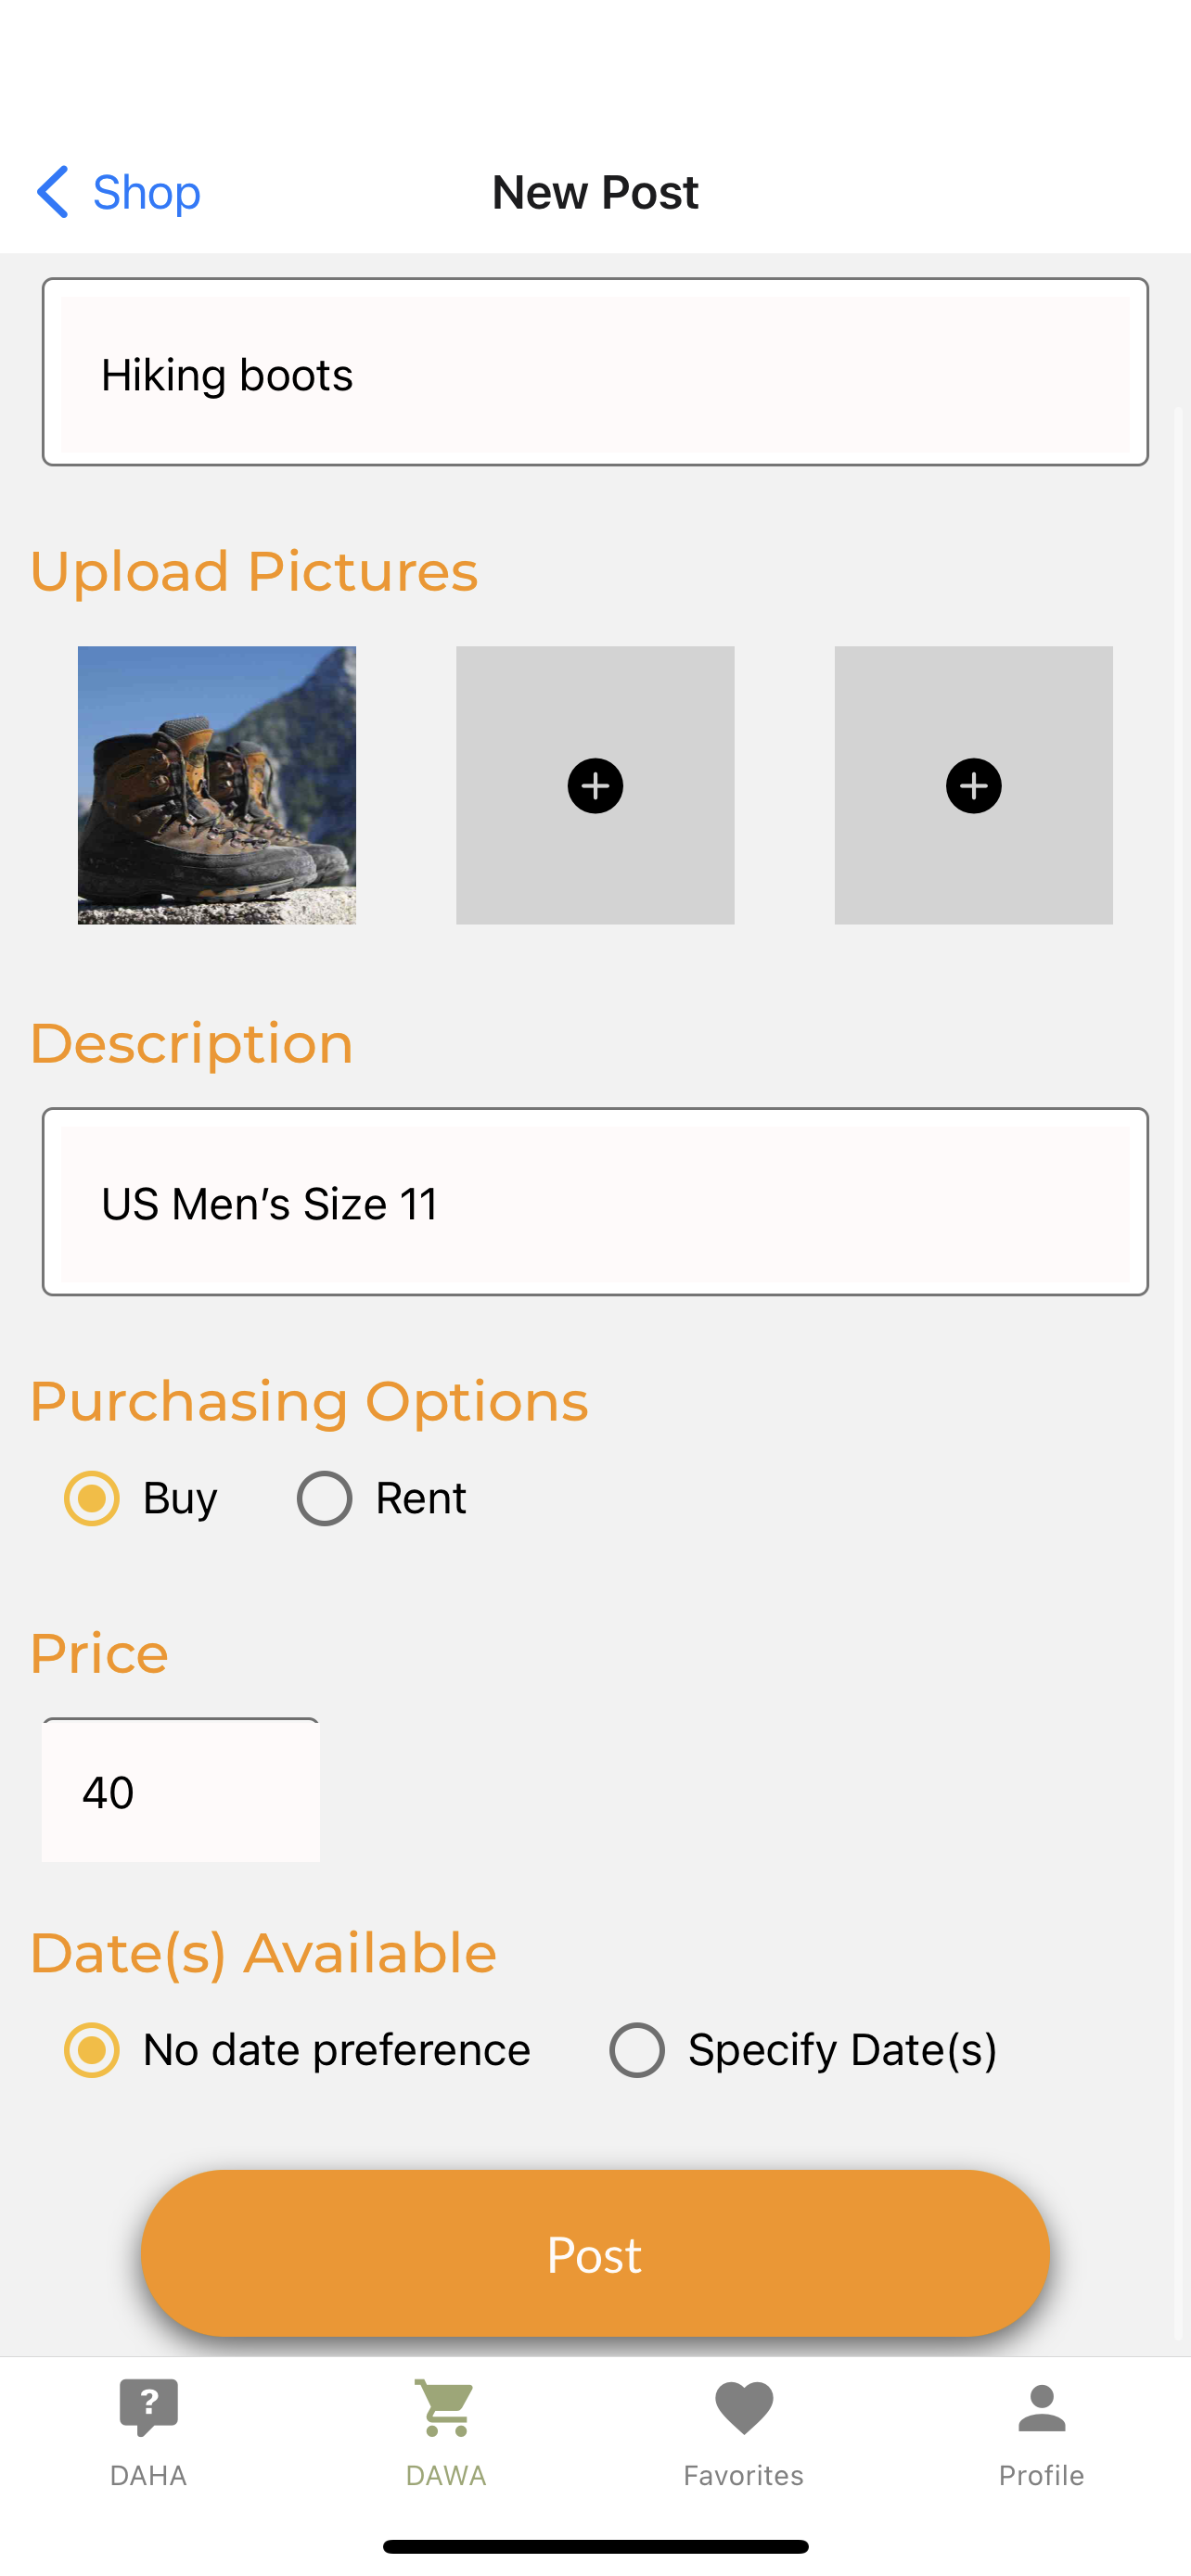 Shop
New Post
Hiking boots
Upload Pictures
Description
US Men’s Size 11
Purchasing Options
Buy
Rent
Price
40
Date(s) Available
No date preference
Specify Date(s)
Post
?
DAHA
DAWA
Favorites
Profile